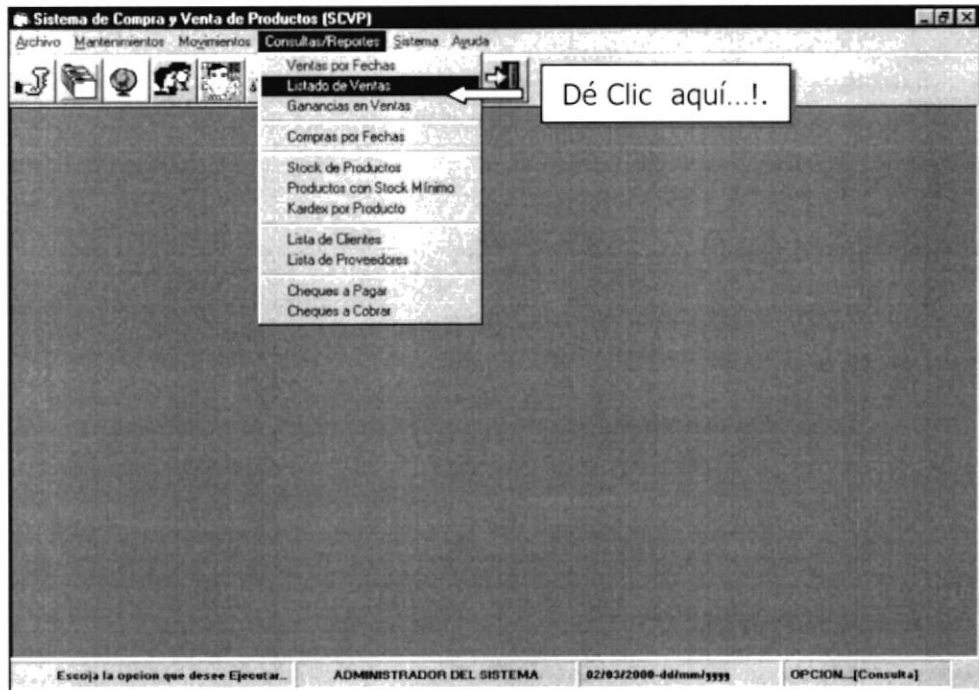 Sistema de Compra y Venta de Productos (SCVP)
Archivo Mantenimientos Movimientos Consultas/Reportes Sistema Ayuda
Ventas por Fechas
Listado de Ventas
Ganancias en Ventas
Compras por Fechas
Stock de Productos
Productos con Stock Mínimo
Kardex por Producto
Lista de Clientes
Lista de Proveedores
Cheques a Pagar
Cheques a Cobrar
Dé Clic aquí...!.
Escoja la opcion que desee Ejecutar... ADMINISTRADOR DEL SISTEMA 02/03/2000-dd/mm/yyyy OPCION...[Consulta]